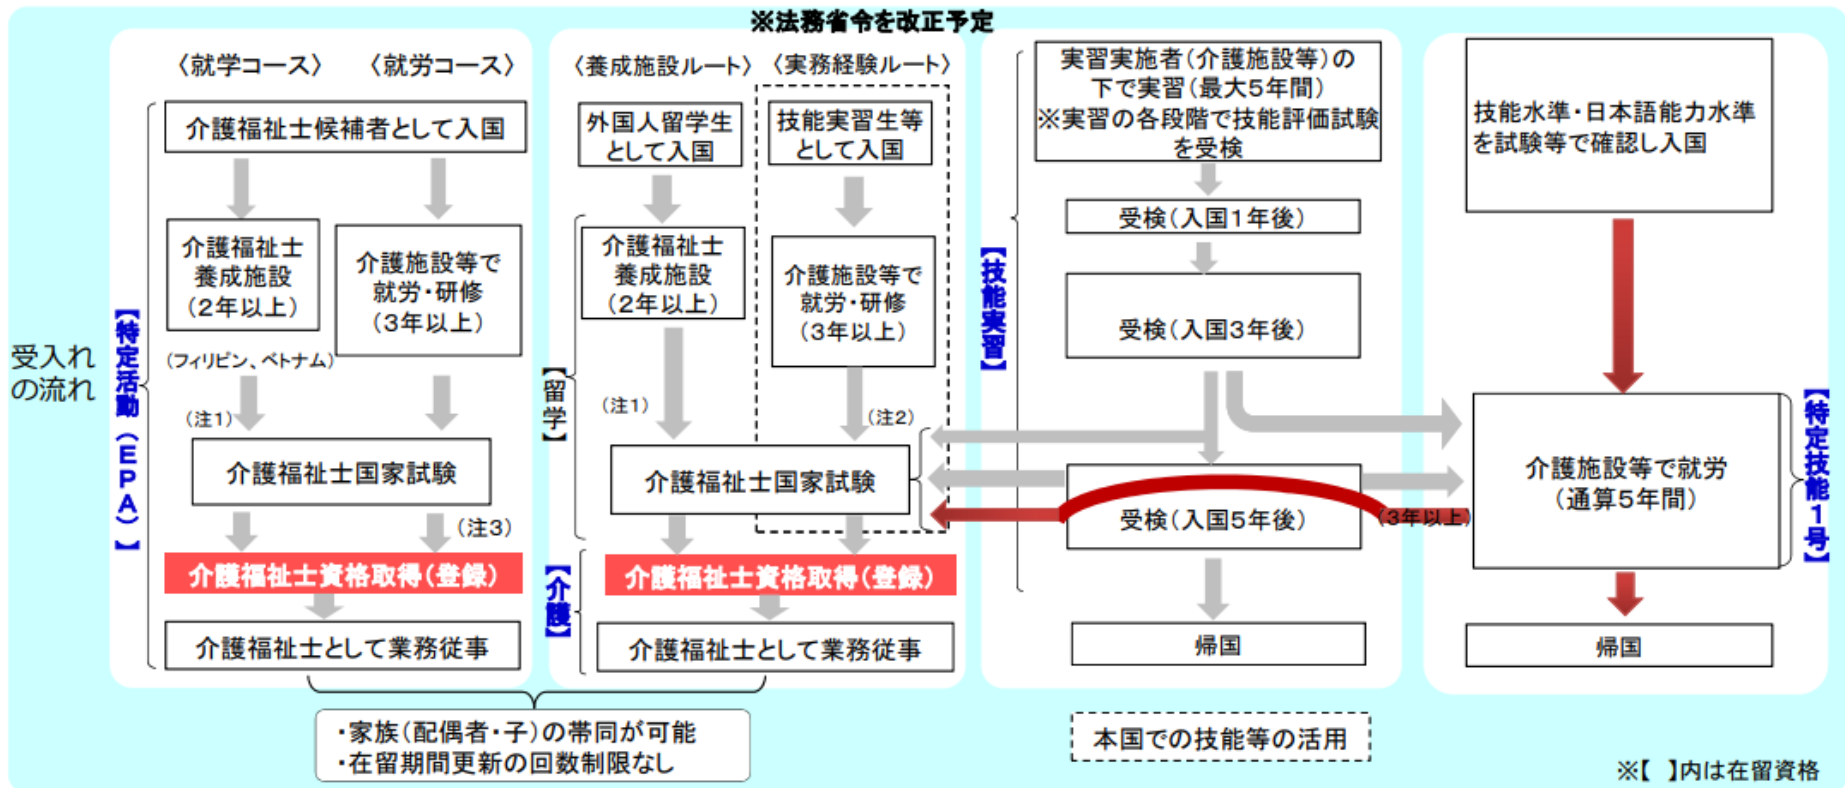 ※法務省令を改正予定
受入れ
の流れ
【特定活動（ＥＰＡ）】
〈就学コース〉
〈就労コース〉
介護福祉士候補者として入国
介護福祉士
養成施設
（２年以上）
介護施設等で
就労・研修
（３年以上）
（フィリピン、ベトナム）
（注1）
介護福祉士国家試験
（注3）
介護福祉士資格取得（登録）
介護福祉士として業務従事
〈養成施設ルート〉
〈実務経験ルート〉
外国人留学生
として入国
技能実習生等
として入国
【留学】
介護福祉士
養成施設
（２年以上）
介護施設等で
就労・研修
（３年以上）
（注1）
（注2）
介護福祉士国家試験
【介護】
介護福祉士資格取得（登録）
介護福祉士として業務従事
・家族（配偶者・子）の帯同が可能
・在留期間更新の回数制限なし
【技能実習】
実習実施者（介護施設等）の
下で実習（最大５年間）
※実習の各段階で技能評価試験
を受検
受検（入国１年後）
受検（入国３年後）
受検（入国５年後）
帰国
本国での技能等の活用
技能水準・日本語能力水準
を試験等で確認し入国
（３年以上）
介護施設等で就労
（通算５年間）
【特定技能１号】
帰国
※【　】内は在留資格